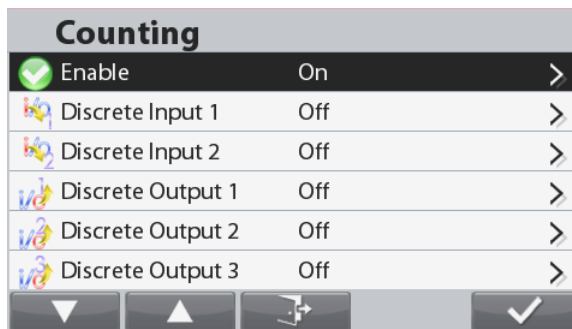 Counting
Enable On
Discrete Input 1 Off
Discrete Input 2 Off
Discrete Output 1 Off
Discrete Output 2 Off
Discrete Output 3 Off